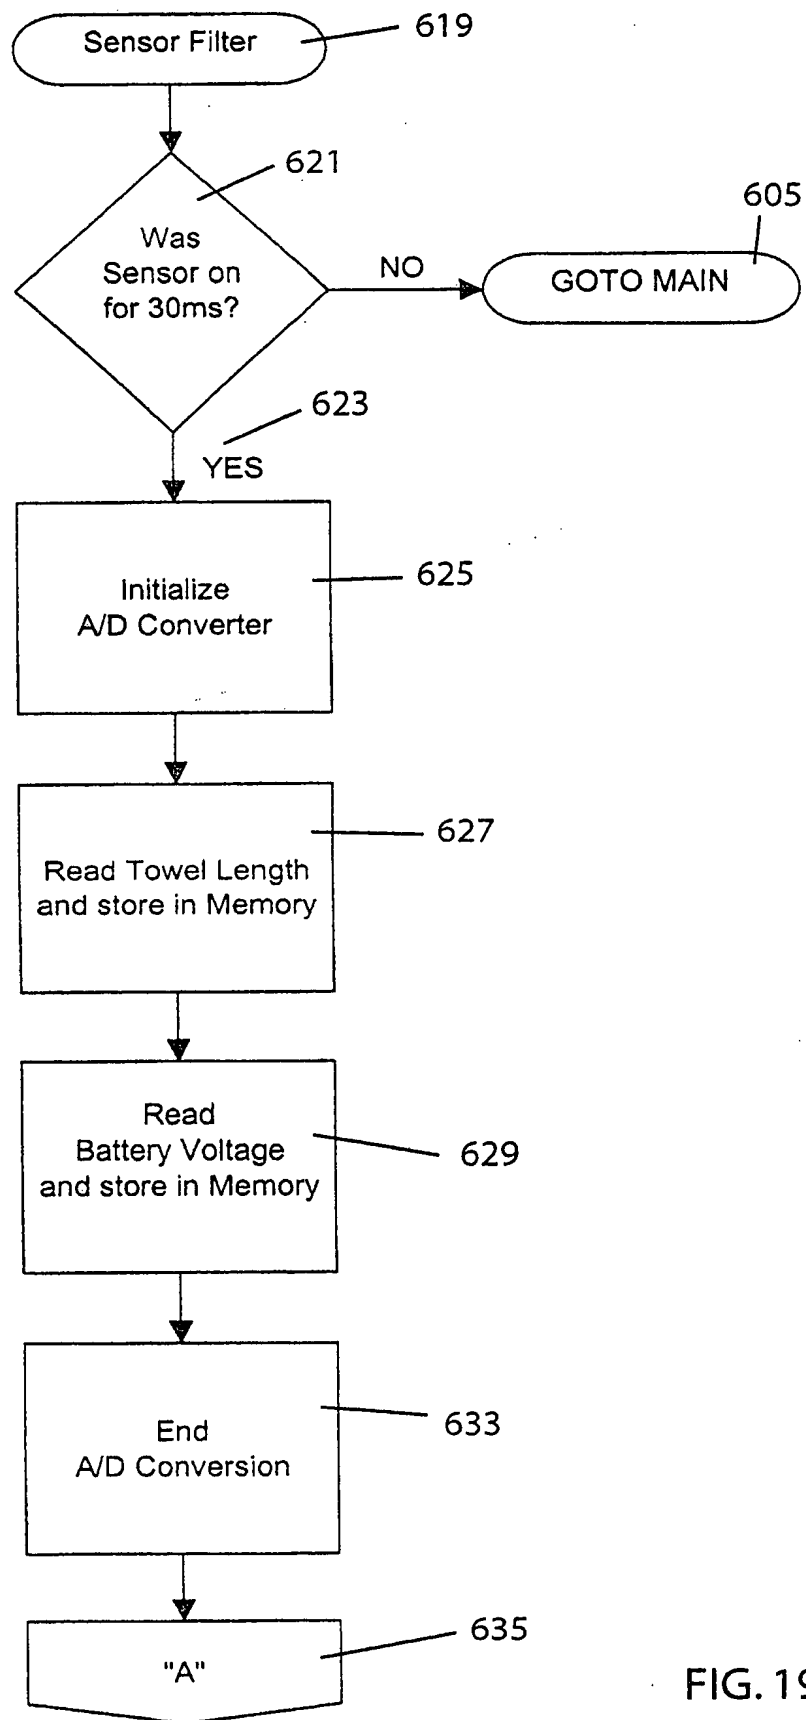 Sensor Filter
619
621
Was
Sensor on
for 30ms?
NO
605
GOTO MAIN
623
YES
Initialize
A/D Converter
625
Read Towel Length
and store in Memory
627
Read
Battery Voltage
and store in Memory
629
End
A/D Conversion
633
"A"
635
FIG. 19